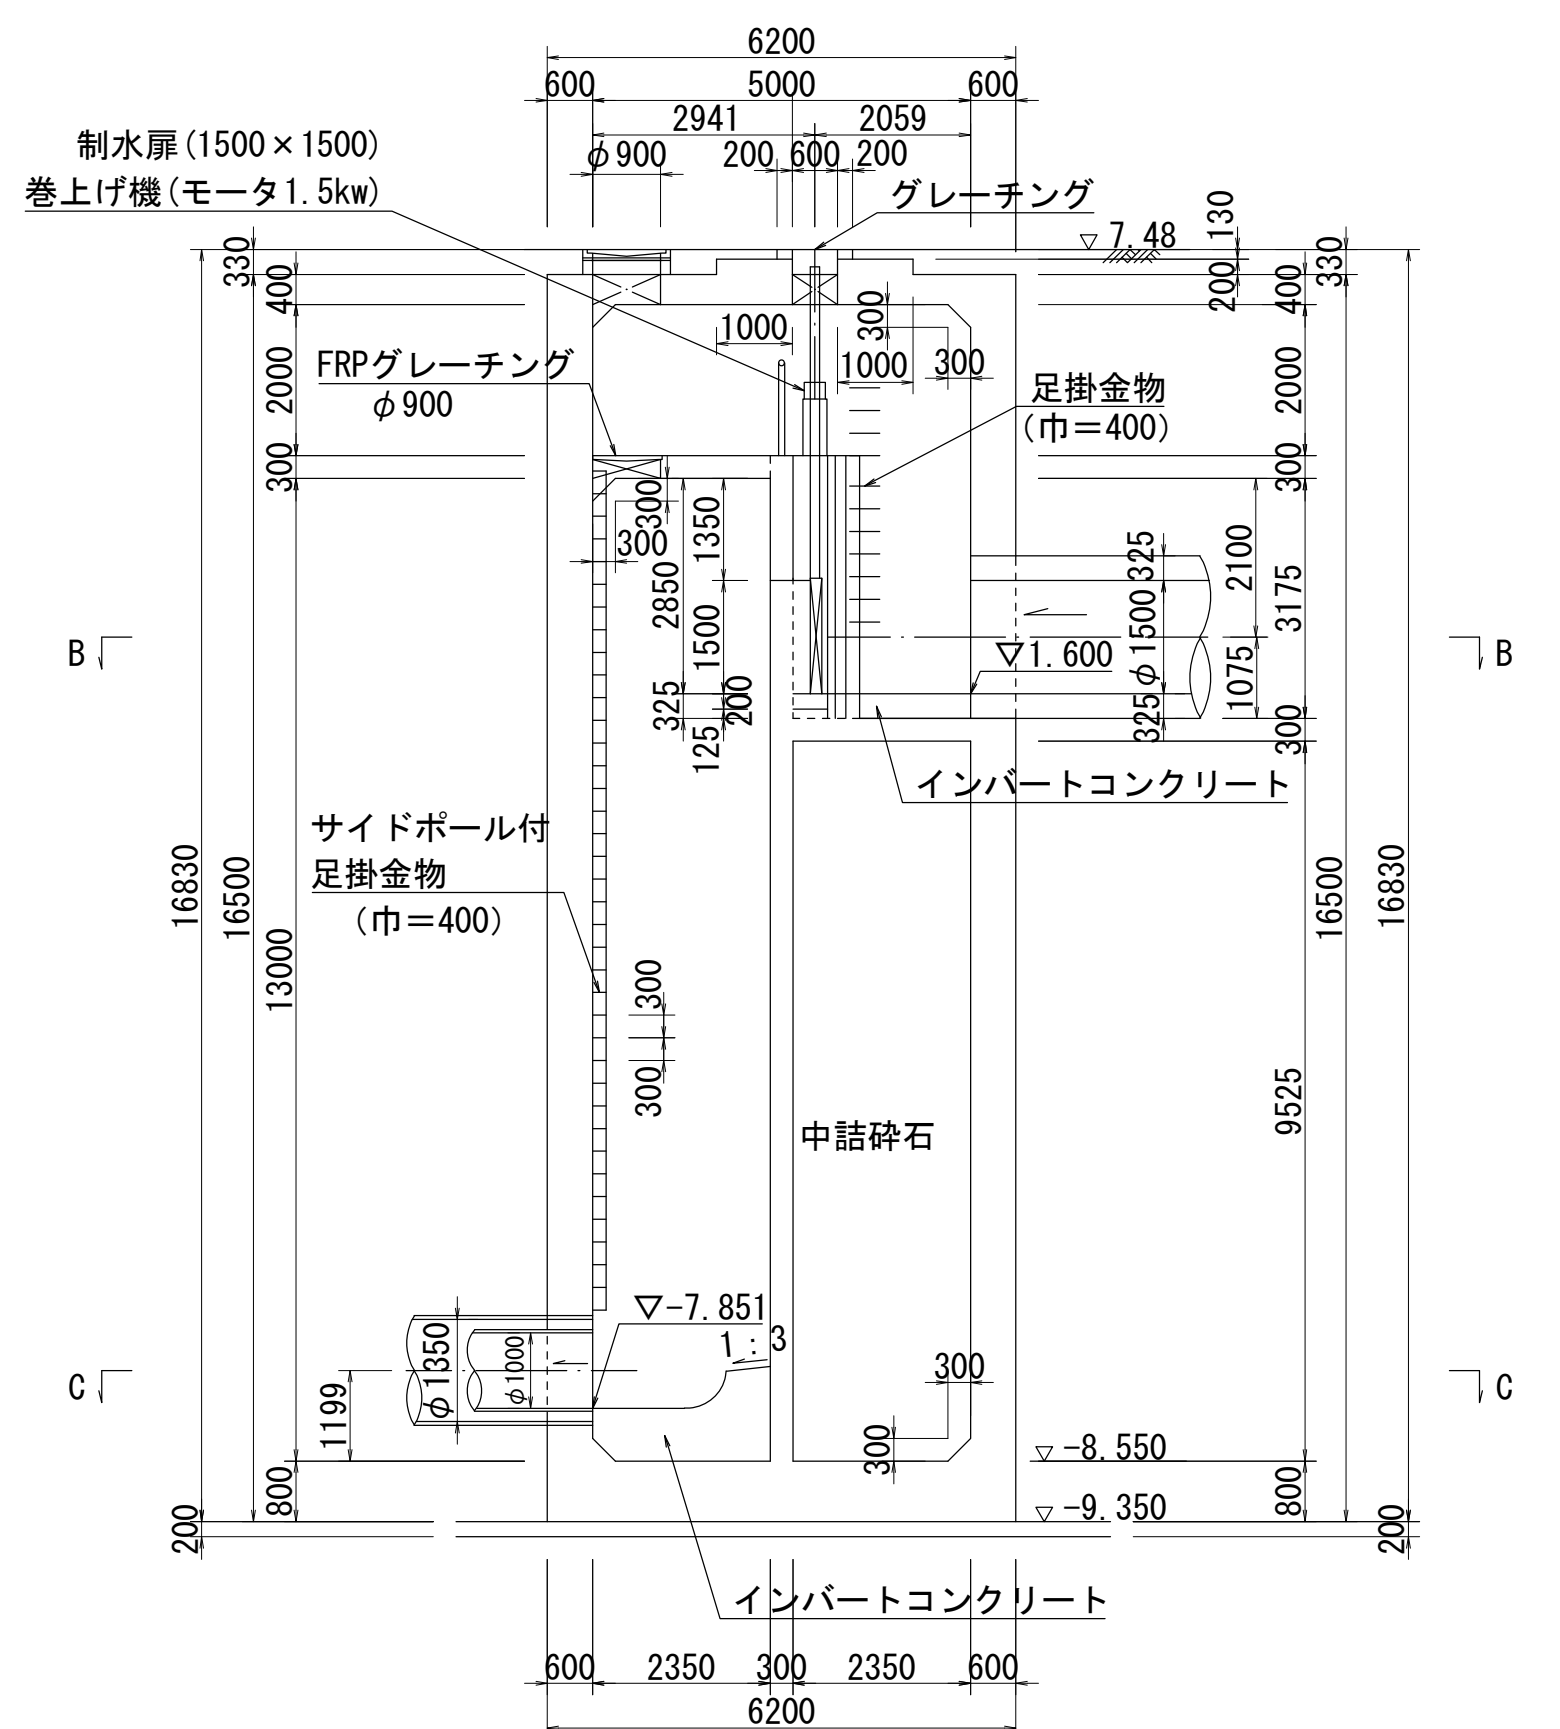 6200
600 5000 600
2941 2059
φ900 200 600 200
制水扉(1500×1500)
巻上げ機(モータ1.5kw)
グレーチング
▽ 7.48
130
330
400
200
330
400
300
1000
300
1000
2000
FRPグレーチング
φ900
足掛金物
(巾=400)
2000
300
300
300
300
1350
2850
1500
325
200
125
325
φ1500
325
2100
3175
1075
300
B
B
▽1.600
インバートコンクリート
サイドポール付
足掛金物
(巾=400)
16830
16500
13000
16500
16830
300
300
9525
中詰砕石
▽-7.851
1:3
φ1350
φ1000
1199
C
C
300
300
▽ -8.550
800
▽ -9.350
800
200
200
インバートコンクリート
600 2350 300 2350 600
6200